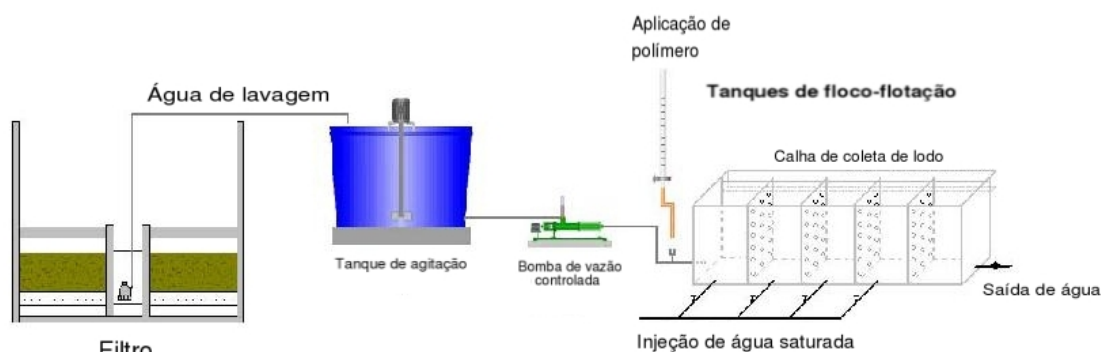 Aplicação de
polímero
Água de lavagem
Tanques de floco-flotação
Calha de coleta de lodo
Tanque de agitação
Bomba de vazão
controlada
Saída de água
Injeção de água saturada
Filtro